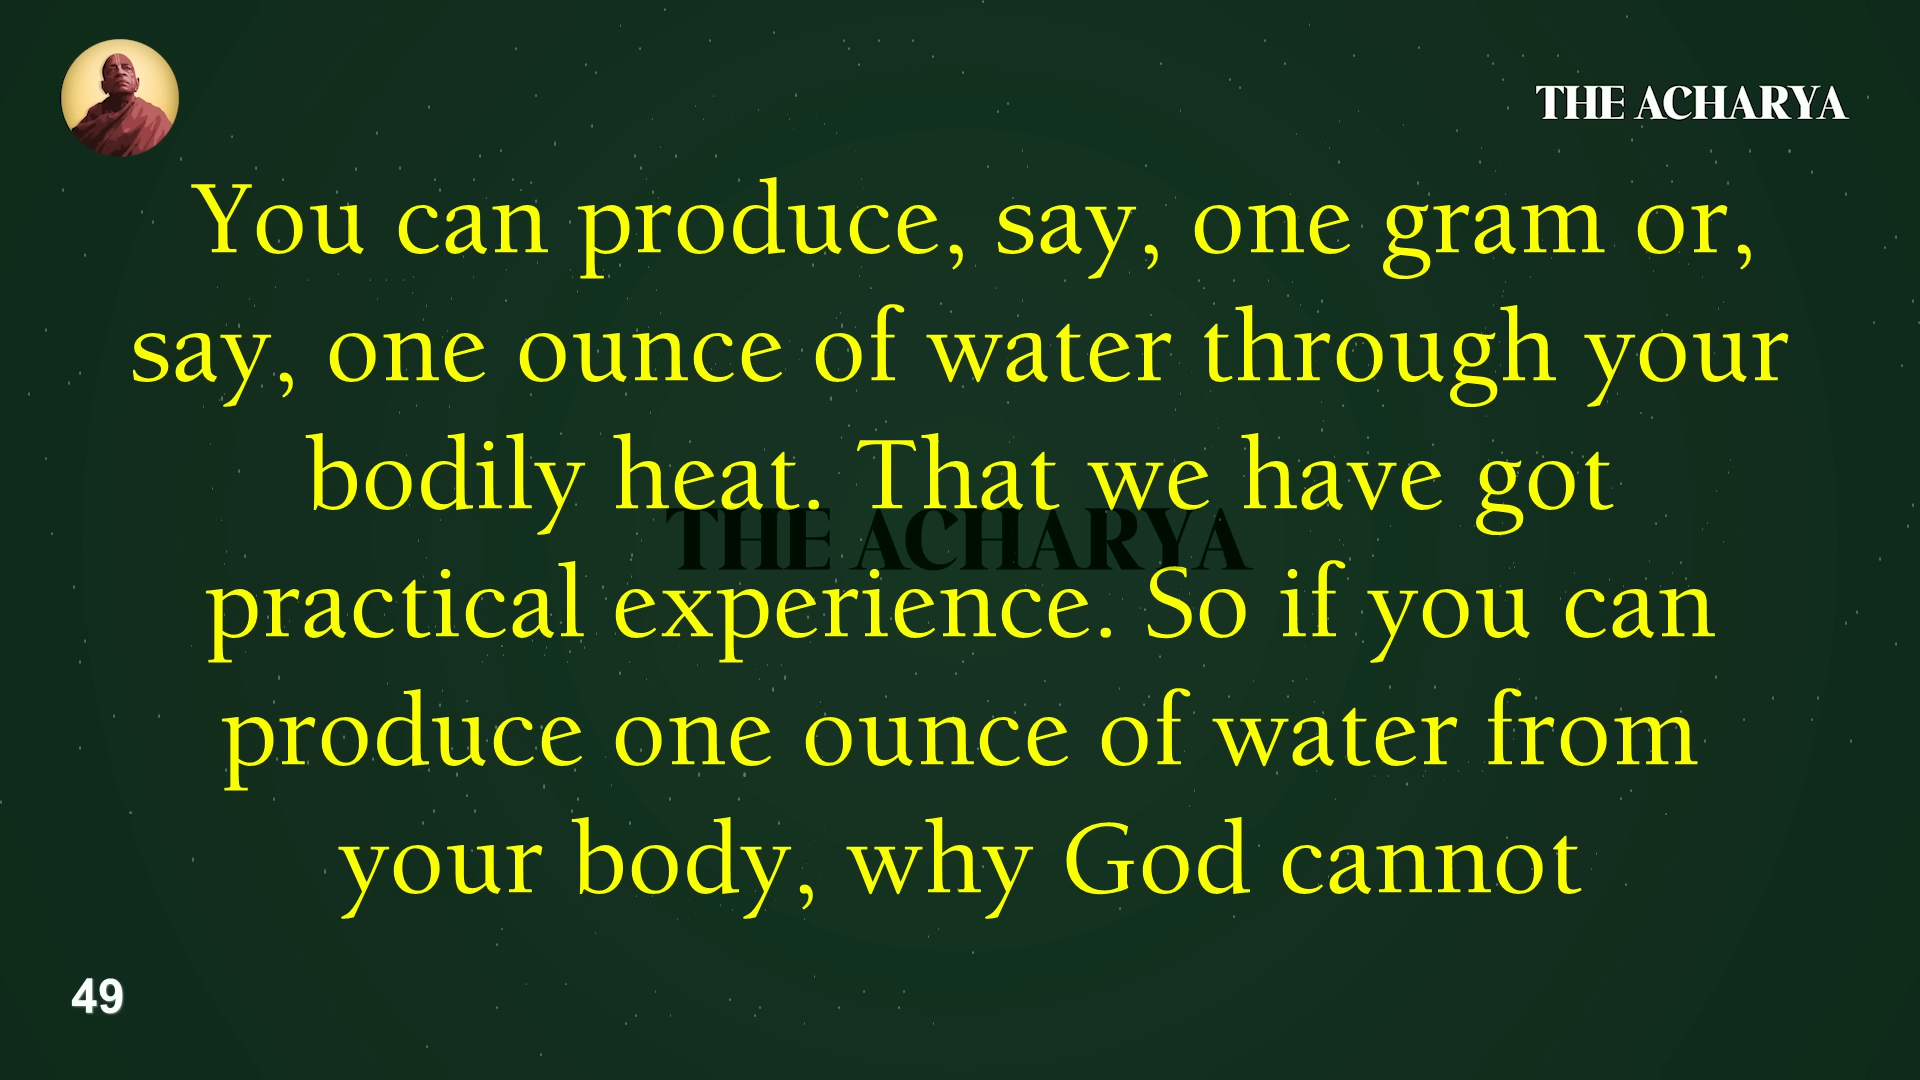 THE ACHARYA
You can produce, say, one gram or,
say, one ounce of water through your
bodily heat. That we have got
THE ACHARYA
practical experience. So if you can
produce one ounce of water from
your body, why God cannot
49